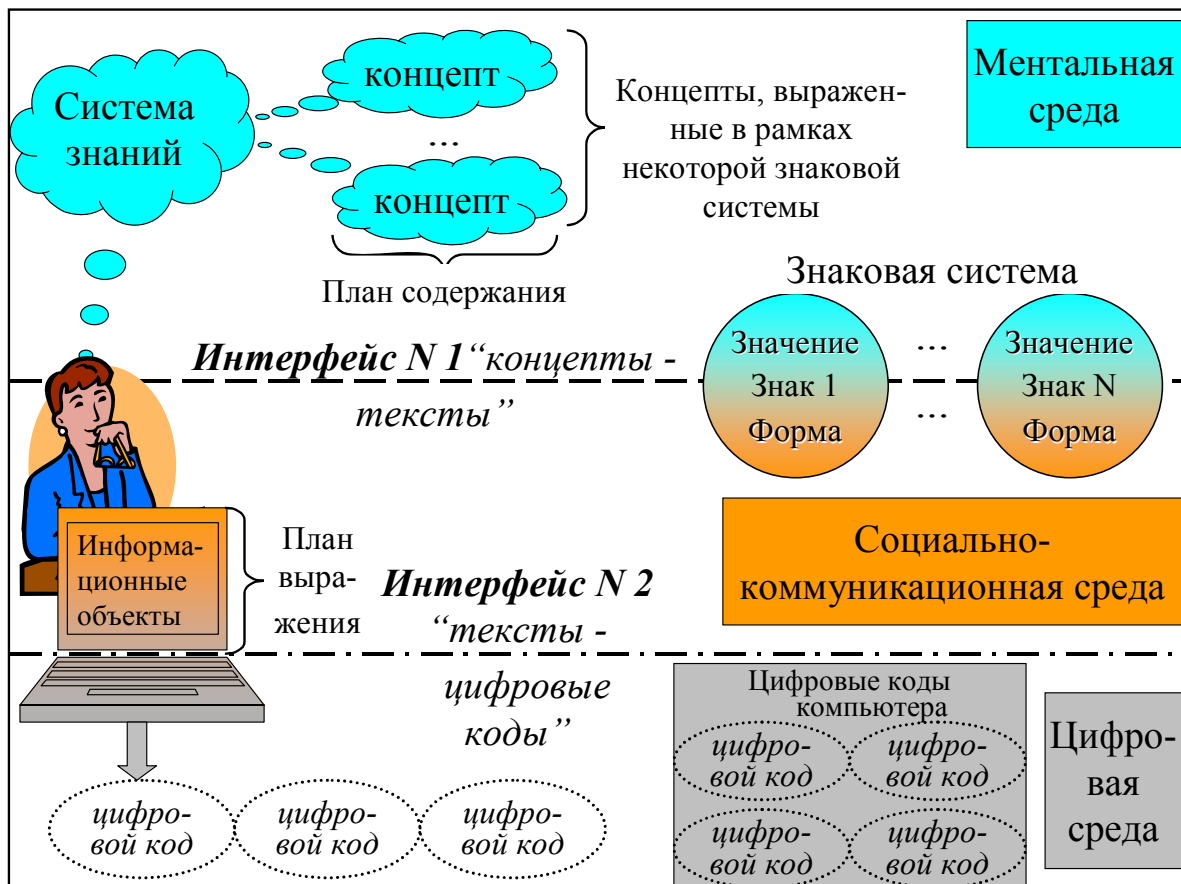 Система
знаний
концепт
...
концепт
Концепты, выражен-
ные в рамках
некоторой знаковой
системы
Ментальная
среда
План содержания
Знаковая система
Интерфейс N 1 “концепты -
тексты”
Значение
Знак 1
Форма
...
...
Значение
Знак N
Форма
Информа-
ционные
объекты
План
выра-
жения
Интерфейс N 2
“тексты -
цифровые
коды”
Социально-
коммуникационная среда
Цифровые коды
компьютера
цифро-
вой код
цифро-
вой код
цифро-
вой код
цифро-
вой код
Цифро-
вая
среда
цифро-
вой код
цифро-
вой код
цифро-
вой код